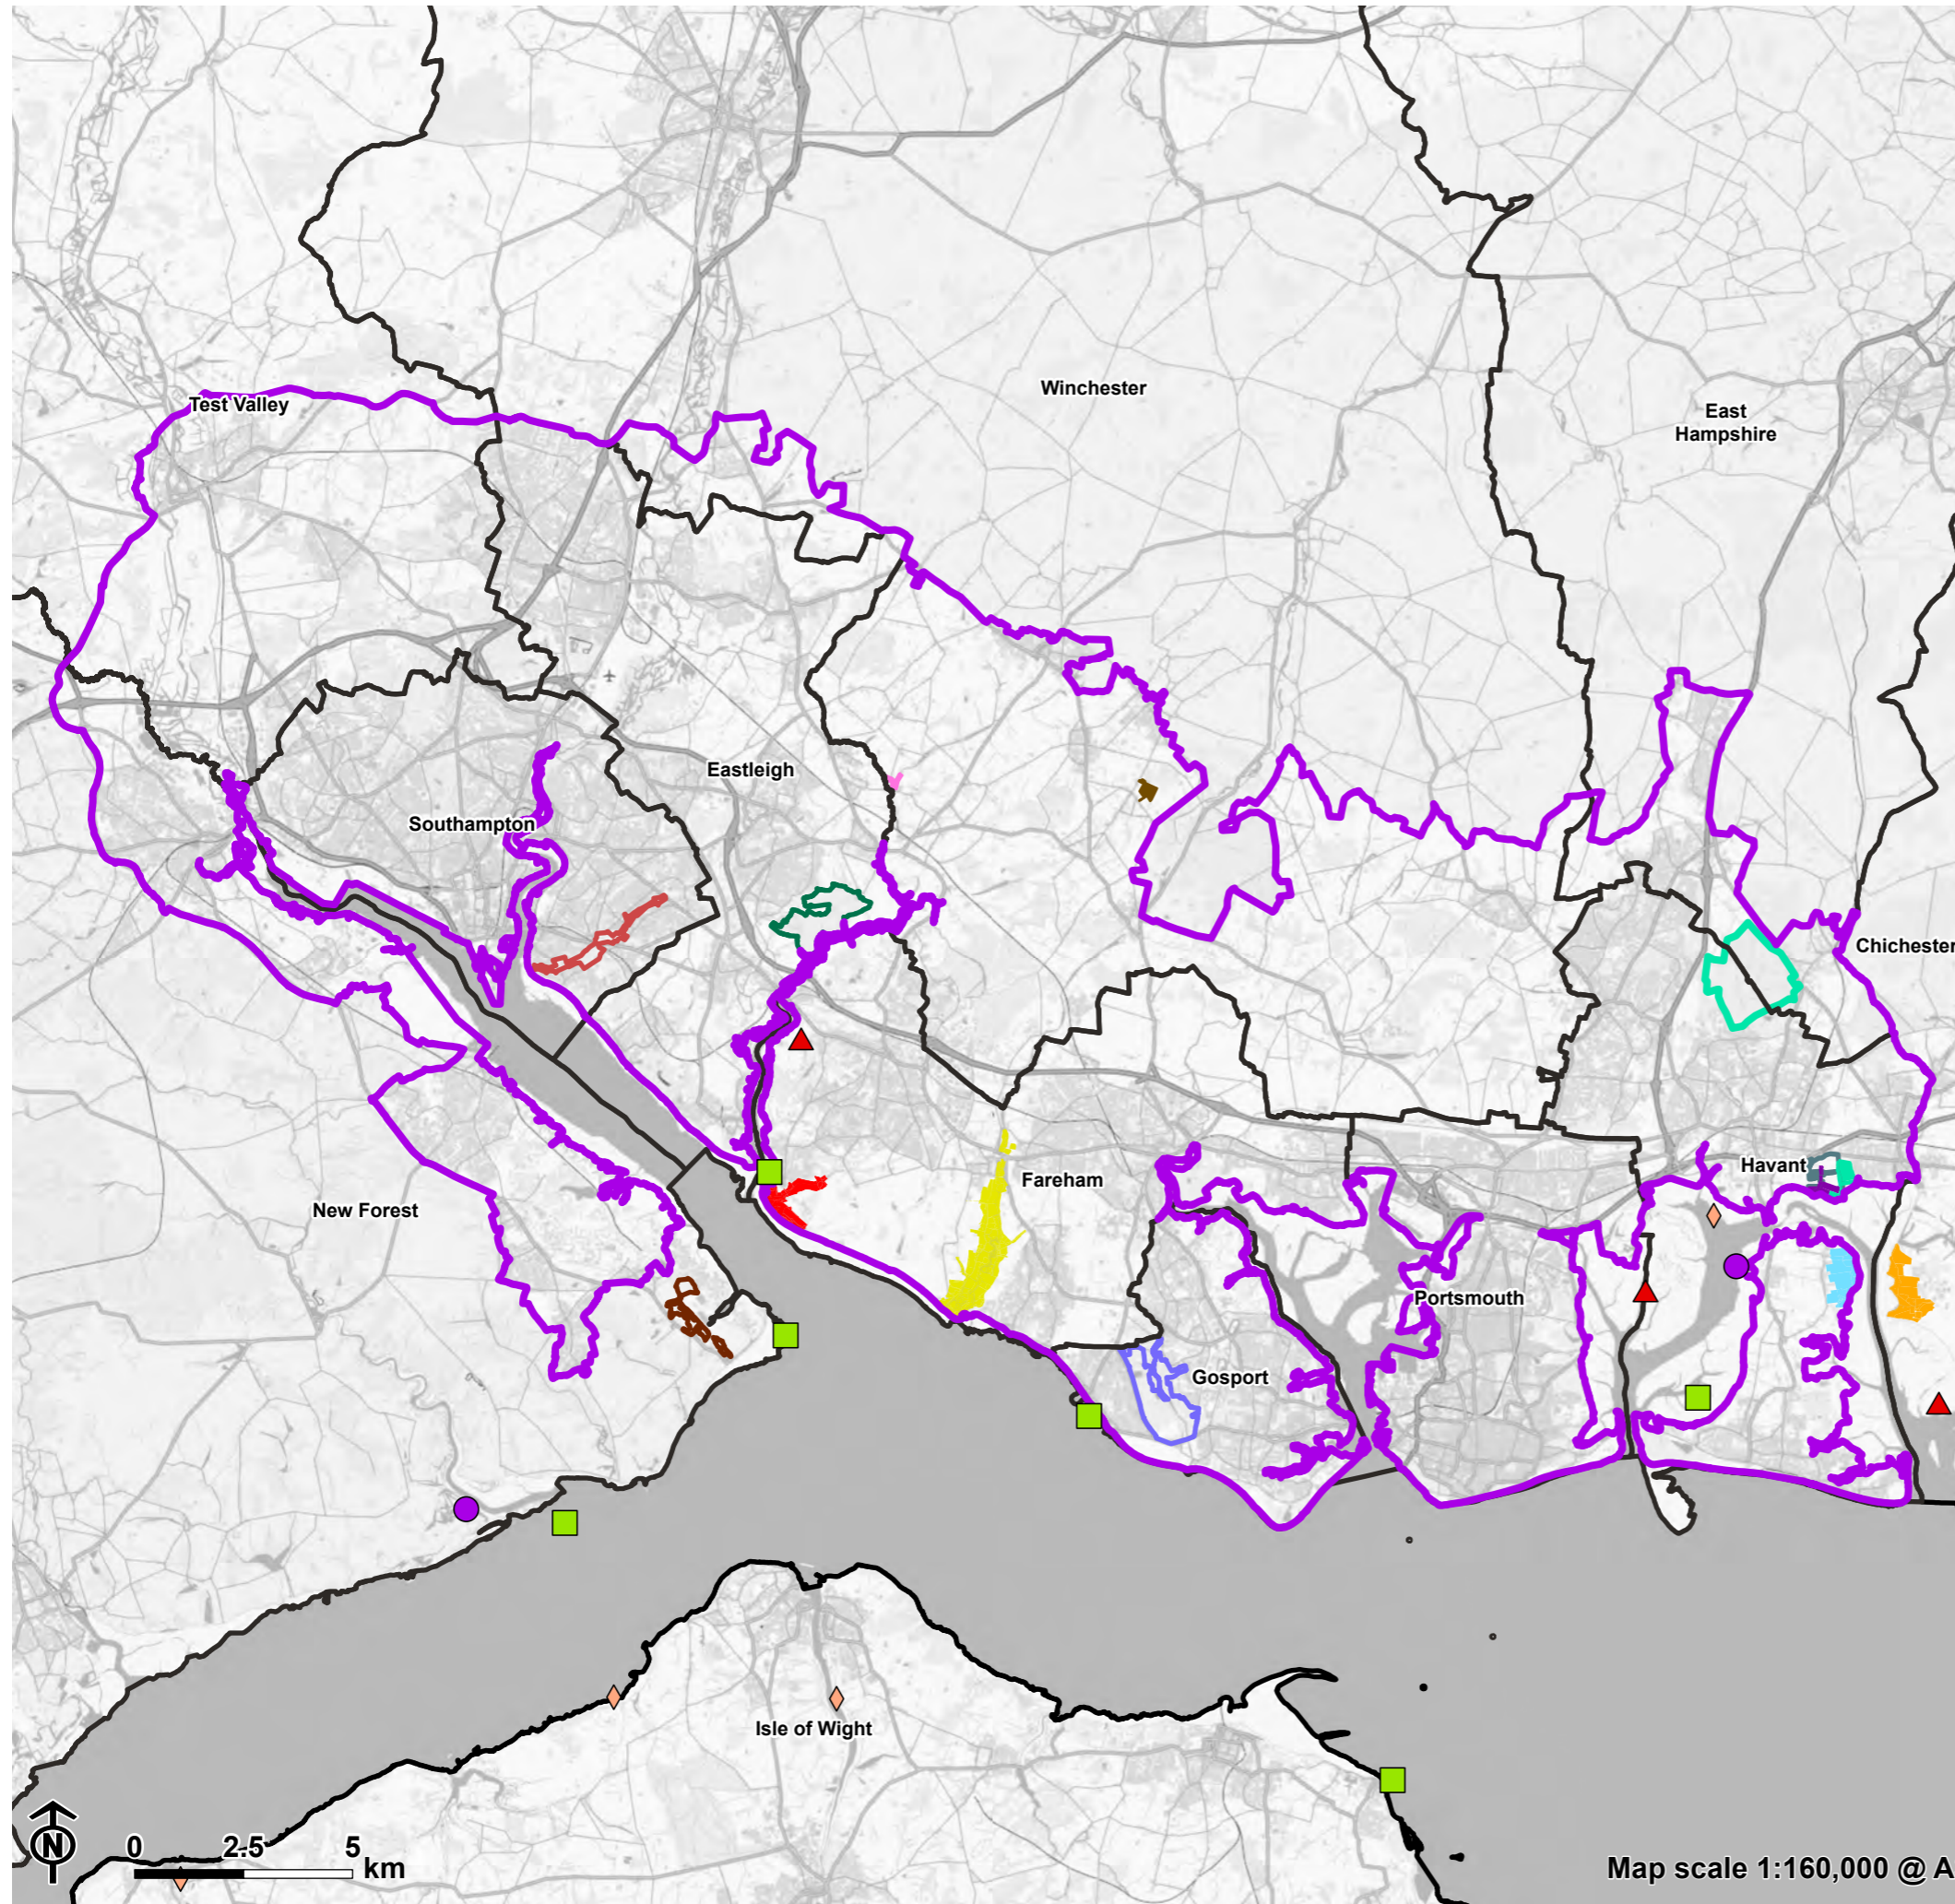 Winchester
Test Valley
East
Hampshire
Eastleigh
Southampton
Chichester
Havant
Fareham
New Forest
Portsmouth
Gosport
Isle of Wight
N
0 2.5 5
km
Map scale 1:160,000 @ A